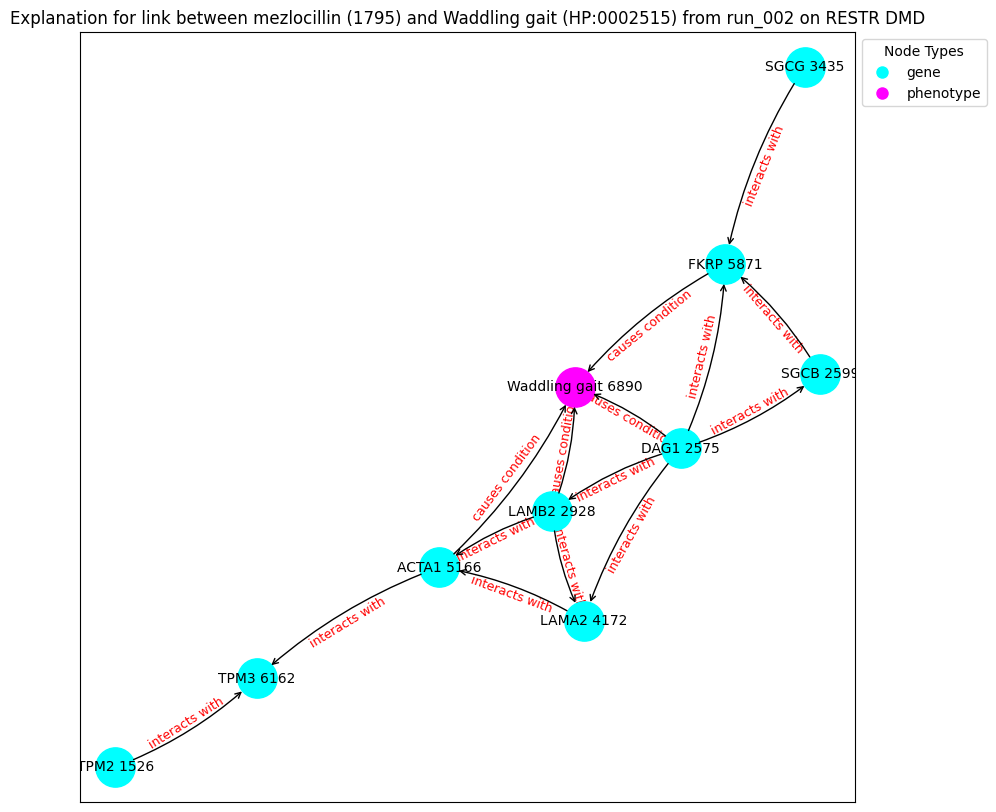 Explanation for link between mezlocillin (1795) and Waddling gait (HP:0002515) from run_002 on RESTR DMD
Node Types
gene
phenotype
SGCG 3435
interacts with
FKRP 5871
causes condition
interacts with
interacts with
SGCB 2599
Waddling gait 6890
causes condition
interacts with
DAG1 2575
causes condition
causes condition
interacts with
LAMB2 2928
interacts with
interacts with
interacts with
ACTA1 5166
interacts with
LAMA2 4172
interacts with
TPM3 6162
interacts with
TPM2 1526